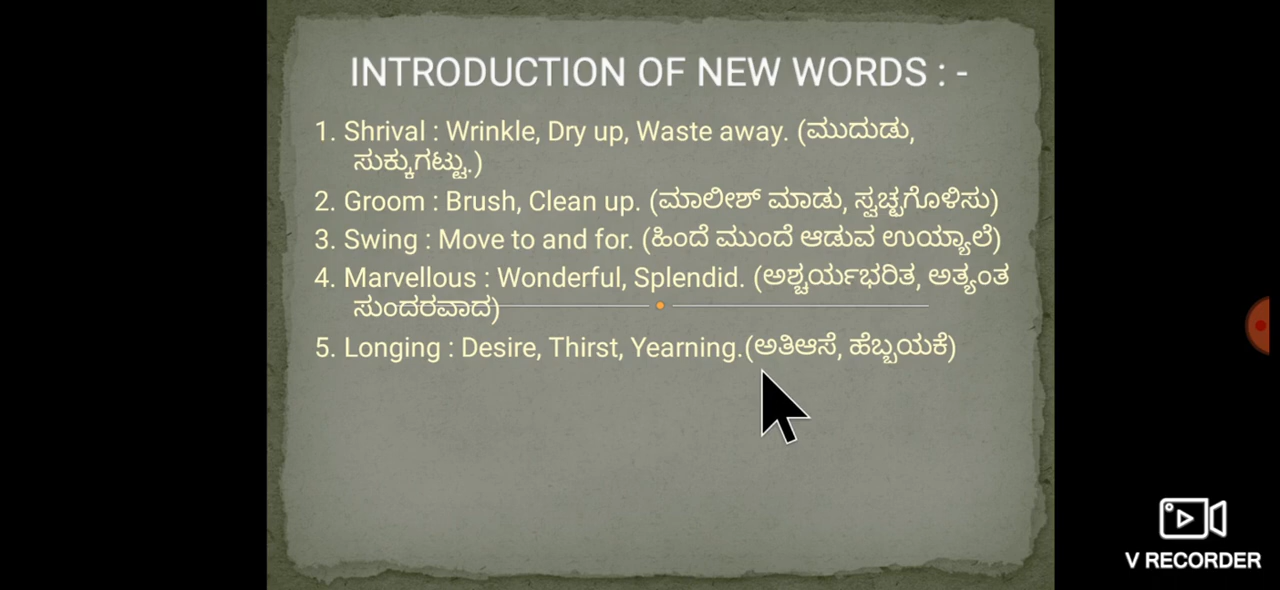 INTRODUCTION OF NEW WORDS : -
1. Shrival : Wrinkle, Dry up, Waste away. (ಮುದುಡು,
ಸುಕ್ಕುಗಟ್ಟು.)
2. Groom : Brush, Clean up. (ಮಾಲೀಶ್ ಮಾಡು, ಸ್ವಚ್ಛಗೊಳಿಸು)
3. Swing : Move to and for. (ಹಿಂದೆ ಮುಂದೆ ಆಡುವ ಉಯ್ಯಾಲೆ)
4. Marvellous : Wonderful, Splendid. (ಅಶ್ಚರ್ಯಭರಿತ, ಅತ್ಯಂತ
ಸುಂದರವಾದ)
5. Longing : Desire, Thirst, Yearning.(ಅತಿಆಸೆ, ಹೆಬ್ಬಯಕೆ)
V RECORDER